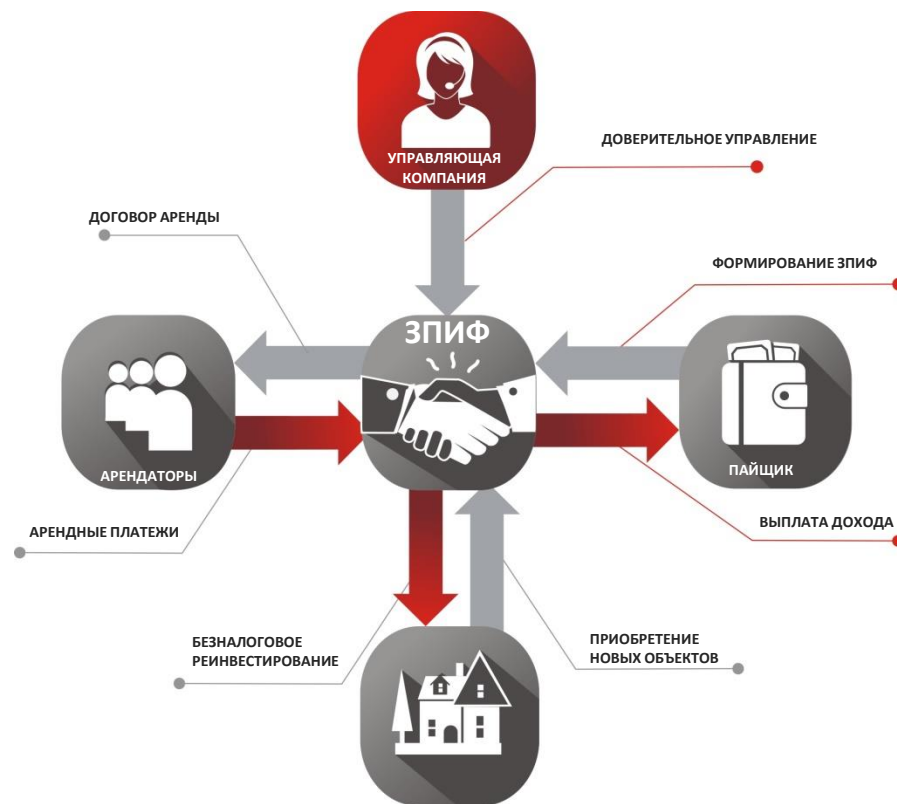 УПРАВЛЯЮЩАЯ
КОМПАНИЯ
ДОВЕРИТЕЛЬНОЕ УПРАВЛЕНИЕ
ДОГОВОР АРЕНДЫ
ФОРМИРОВАНИЕ ЗПИФ
ЗПИФ
АРЕНДАТОРЫ
ПАЙЩИК
АРЕНДНЫЕ ПЛАТЕЖИ
ВЫПЛАТА ДОХОДА
БЕЗНАЛОГОВОЕ
РЕИНВЕСТИРОВАНИЕ
ПРИОБРЕТЕНИЕ
НОВЫХ ОБЪЕКТОВ